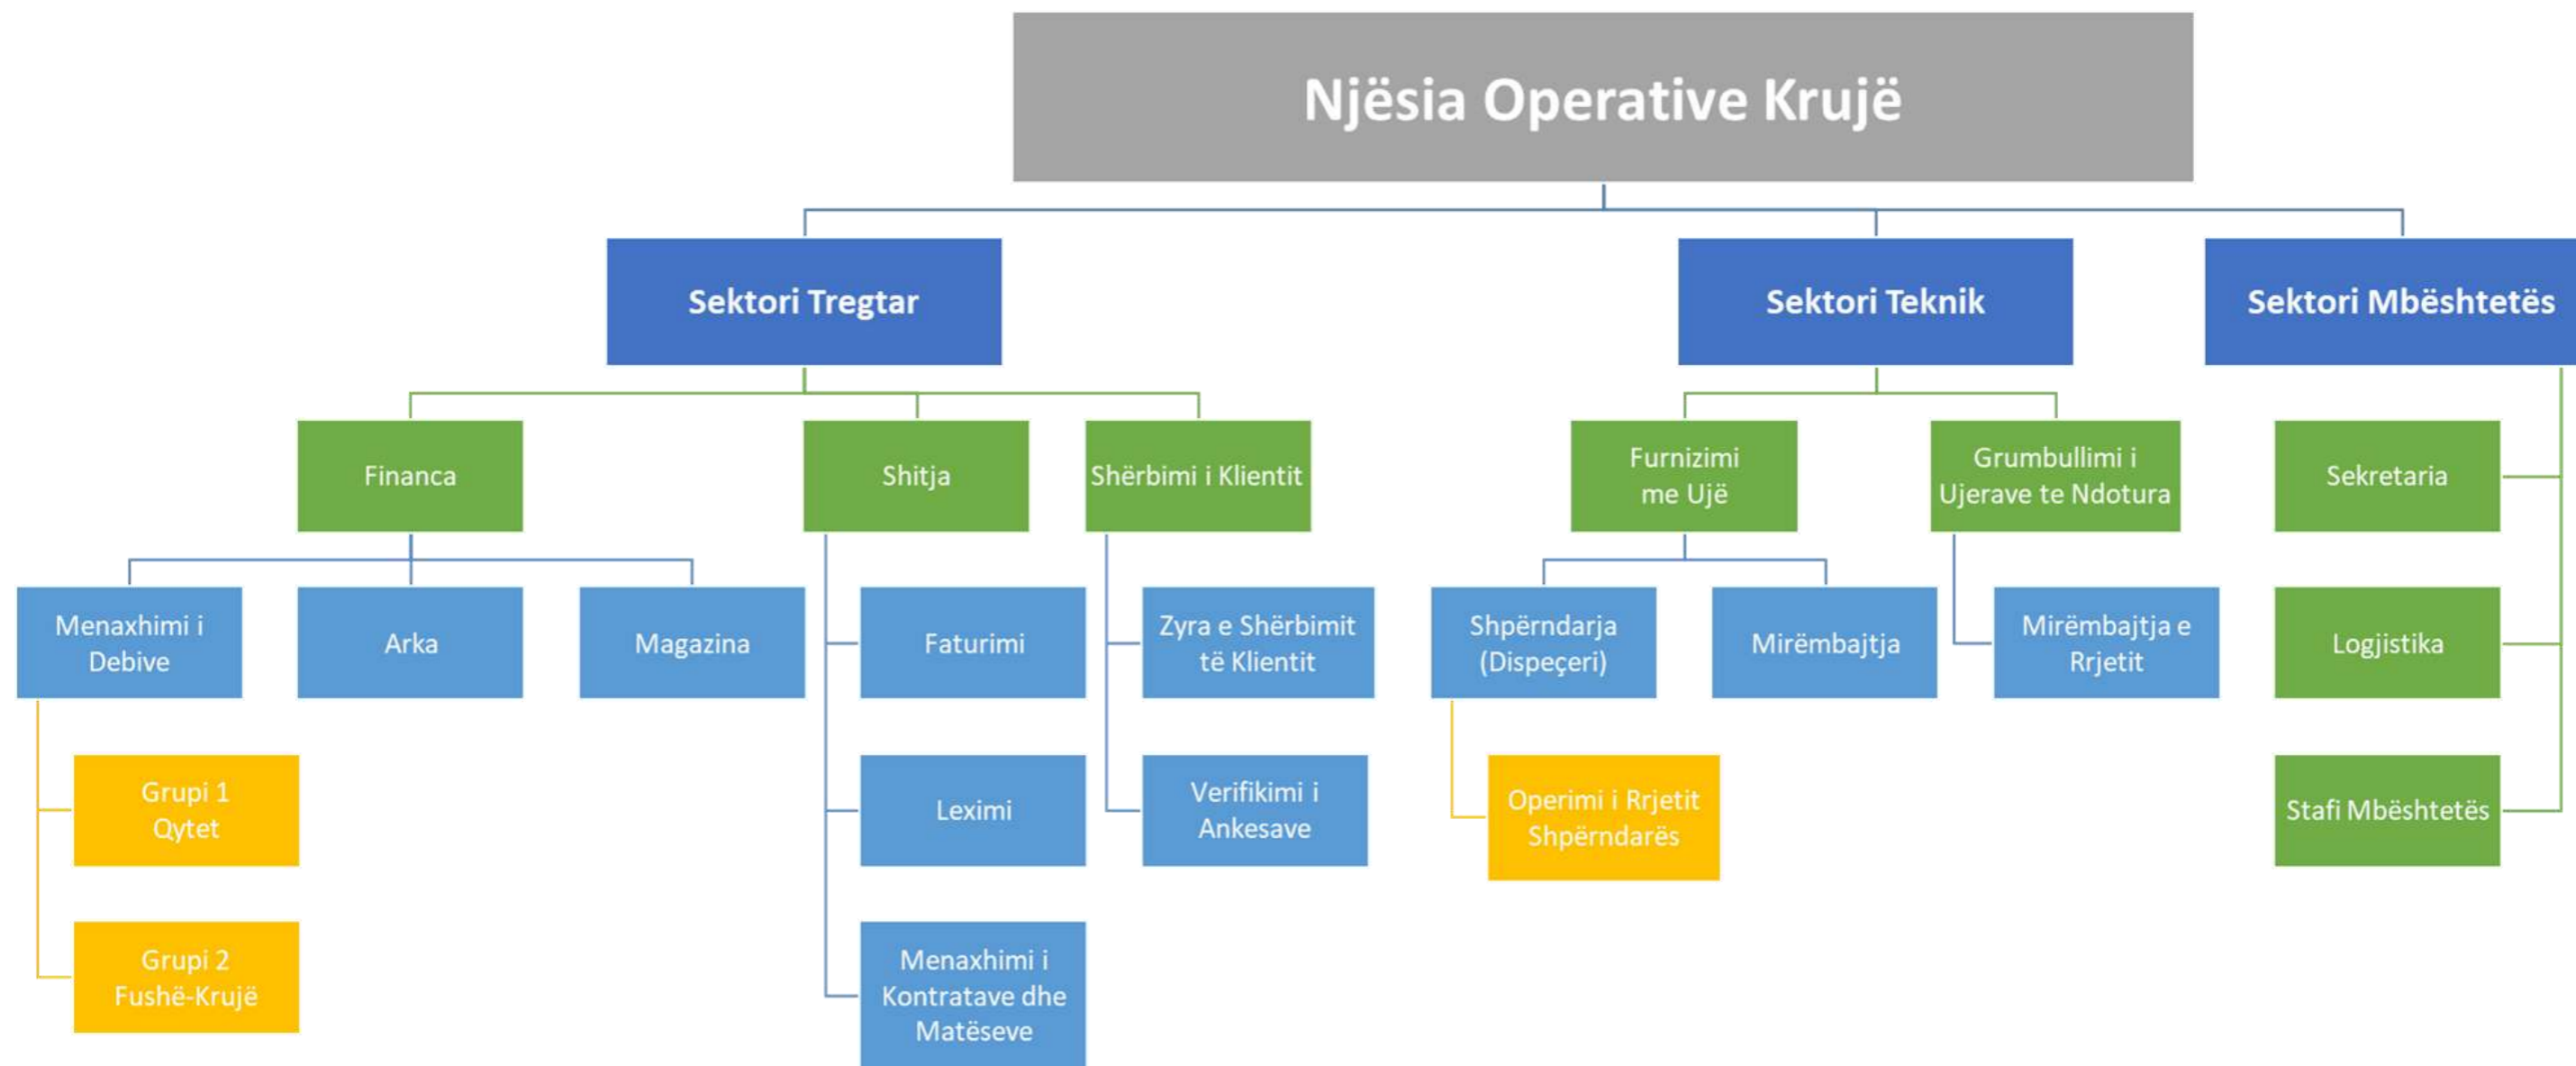 Njësia Operative Krujë
Sektori Tregtar
Sektori Teknik
Sektori Mbështetës
Financa
Shitja
Shërbimi i Klientit
Furnizimi
me Ujë
Grumbullimi i
Ujerave te Ndotura
Sekretaria
Menaxhimi i
Debive
Arka
Magazina
Faturimi
Zyra e Shërbimit
të Klientit
Shpërndarja
(Dispeçeri)
Mirëmbajtja
Mirëmbajtja e
Rrjetit
Logjistika
Grupi 1
Qytet
Leximi
Verifikimi i
Ankesave
Operimi i Rrjetit
Shpërndarës
Stafi Mbështetës
Grupi 2
Fushë-Krujë
Menaxhimi i
Kontratave dhe
Matëseve